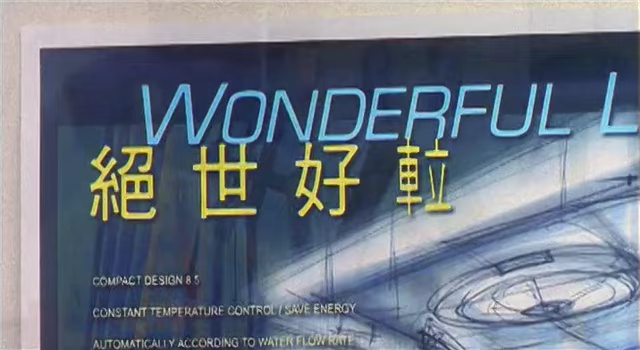 WONDERFUL L
絕世好𨋢
COMPACT DESIGN 8.5
CONSTANT TEMPERATURE CONTROL / SAVE ENERGY
AUTOMATICALLY ACCORDING TO WATER FLOW RATE